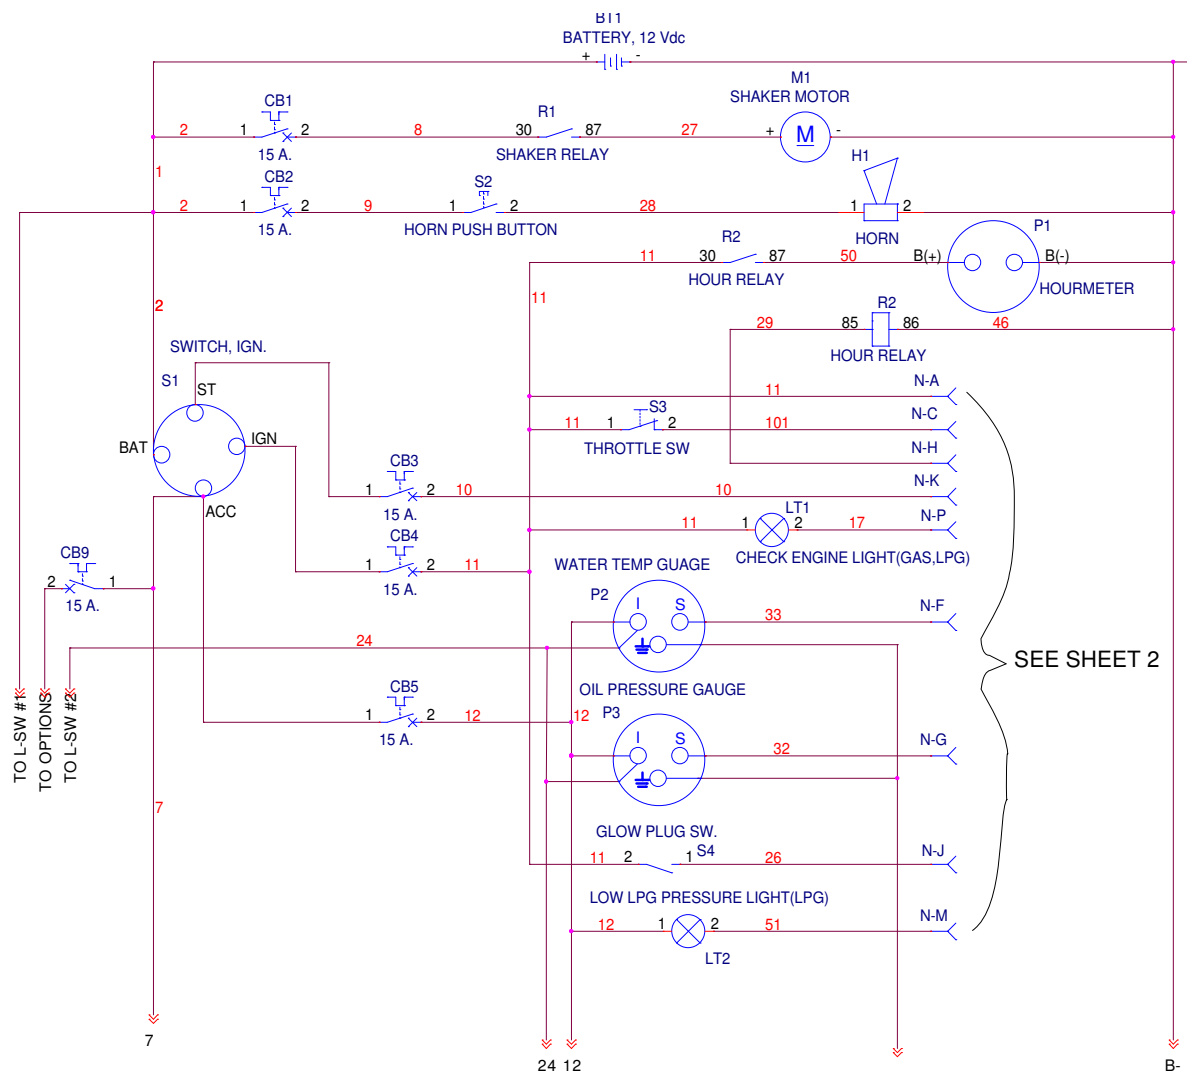 BT1
BATTERY, 12 Vdc
+ -
M1
SHAKER MOTOR
CB1
R1
2 1 2 8 30 87 27 + M -
15 A.
SHAKER RELAY
1
CB2
S2
H1
2 1 2 9 1 2 28 1 2
15 A.
HORN PUSH BUTTON
HORN
P1
R2
11 30 87 50 B(+) B(-)
HOUR RELAY
HOURMETER
11
2
R2
29 85 86 46
HOUR RELAY
SWITCH, IGN.
S1
ST
BAT
IGN
ACC
11 N-A
S3
11 1 2 101 N-C
THROTTLE SW
N-H
CB3
1 2 10 10 N-K
15 A.
LT1
11 1 2 17 N-P
CHECK ENGINE LIGHT(GAS,LPG)
CB4
1 2 11
15 A.
CB9
2 1
15 A.
WATER TEMP GUAGE
P2
I S 33 N-F
24
SEE SHEET 2
TO L-SW #1
TO OPTIONS
TO L-SW #2
CB5
1 2 12 12
15 A.
OIL PRESSURE GAUGE
P3
I S 32 N-G
7
GLOW PLUG SW.
11 2 1 S4 26 N-J
LOW LPG PRESSURE LIGHT(LPG)
12 1 2 51 N-M
LT2
7
24 12 B-